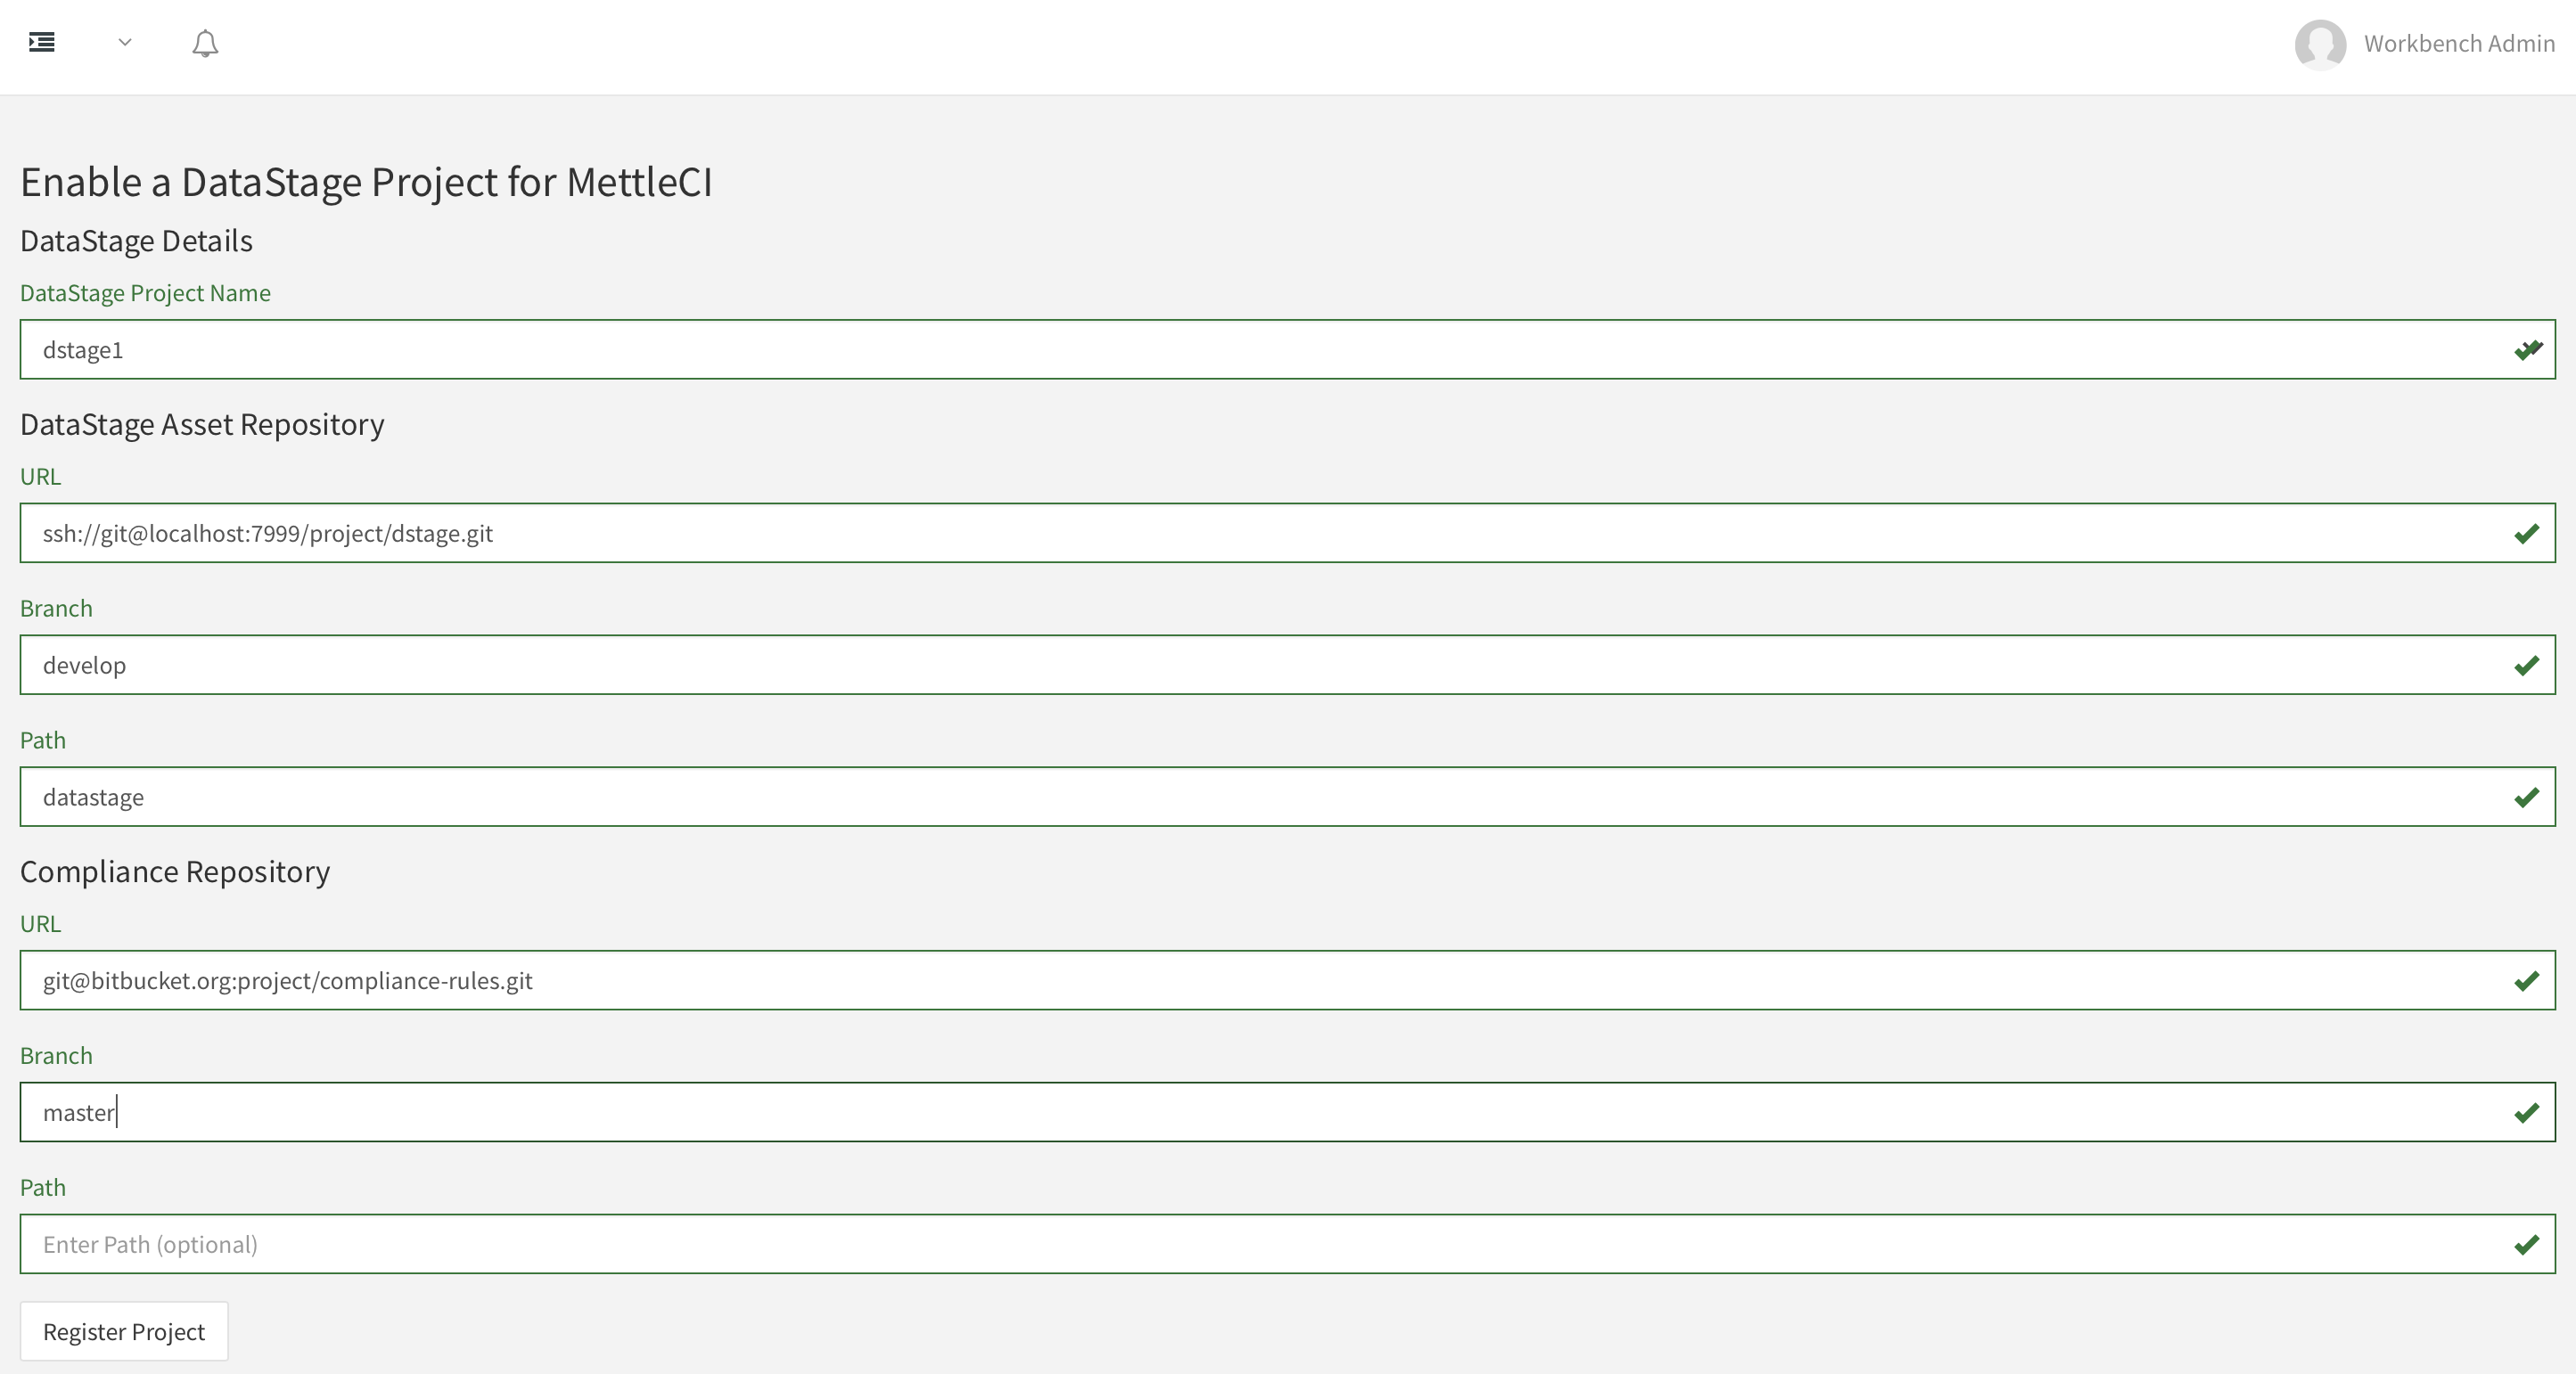 Workbench Admin
Enable a DataStage Project for MettleCI
DataStage Details
DataStage Project Name
dstage1
DataStage Asset Repository
URL
ssh://git@localhost:7999/project/dstage.git
Branch
develop
Path
datastage
Compliance Repository
URL
git@bitbucket.org:project/compliance-rules.git
Branch
master
Path
Enter Path (optional)
Register Project